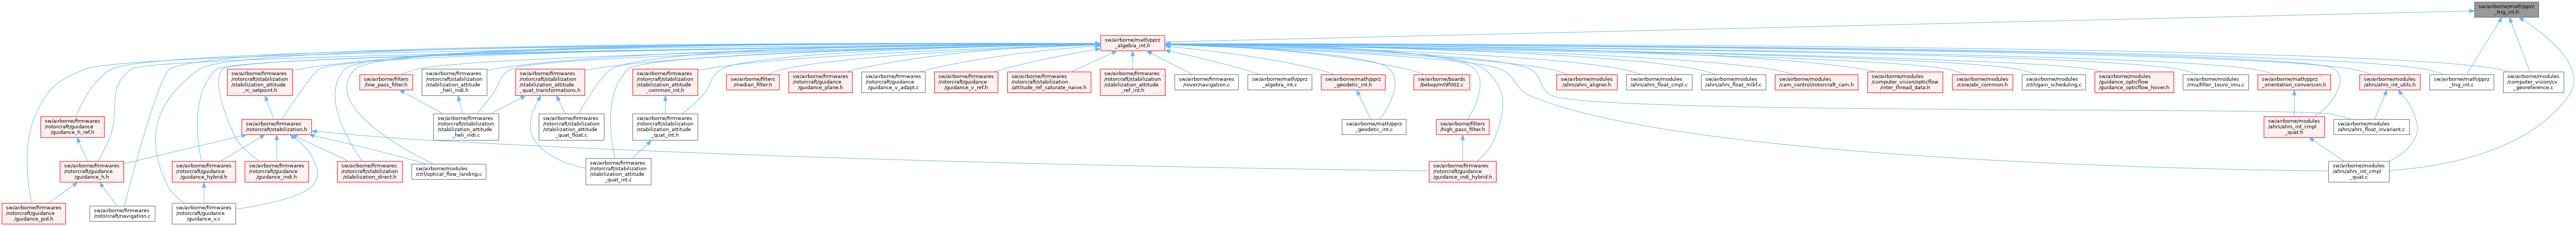 sw/airborne/math/pprz
_trig_int.h
sw/airborne/math/pprz
_algebra_int.h
sw/airborne/firmwares
/rotorcraft/stabilization
/stabilization_attitude
_rc_setpoint.h
sw/airborne/filters
/low_pass_filter.h
sw/airborne/firmwares
/rotorcraft/stabilization
/stabilization_attitude
_heli_indi.h
sw/airborne/firmwares
/rotorcraft/stabilization
/stabilization_attitude
_quat_transformations.h
sw/airborne/firmwares
/rotorcraft/stabilization
/stabilization_attitude
_common_int.h
sw/airborne/filters
/median_filter.h
sw/airborne/firmwares
/rotorcraft/guidance
/guidance_plane.h
sw/airborne/firmwares
/rotorcraft/guidance
/guidance_v_adapt.c
sw/airborne/firmwares
/rotorcraft/guidance
/guidance_v_ref.h
sw/airborne/firmwares
/rotorcraft/stabilization
/attitude_ref_saturate_naive.h
sw/airborne/firmwares
/rotorcraft/stabilization
/stabilization_attitude
_ref_int.h
sw/airborne/firmwares
/rover/navigation.c
sw/airborne/math/pprz
_algebra_int.c
sw/airborne/math/pprz
_geodetic_int.h
sw/airborne/boards
/bebop/mt9f002.c
sw/airborne/modules
/ahrs/ahrs_aligner.h
sw/airborne/modules
/ahrs/ahrs_float_cmpl.c
sw/airborne/modules
/ahrs/ahrs_float_mlkf.c
sw/airborne/modules
/cam_control/rotorcraft_cam.h
sw/airborne/modules
/computer_vision/opticflow
/inter_thread_data.h
sw/airborne/modules
/core/abi_common.h
sw/airborne/modules
/ctrl/gain_scheduling.c
sw/airborne/modules
/guidance_opticflow
/guidance_opticflow_hover.h
sw/airborne/modules
/imu/filter_1euro_imu.c
sw/airborne/math/pprz
_orientation_conversion.h
sw/airborne/modules
/ahrs/ahrs_int_utils.h
sw/airborne/math/pprz
_trig_int.c
sw/airborne/modules
/computer_vision/cv
_georeference.c
sw/airborne/firmwares
/rotorcraft/guidance
/guidance_h_ref.h
sw/airborne/firmwares
/rotorcraft/stabilization.h
sw/airborne/firmwares
/rotorcraft/stabilization
/stabilization_attitude
_heli_indi.c
sw/airborne/firmwares
/rotorcraft/stabilization
/stabilization_attitude
_quat_float.c
sw/airborne/firmwares
/rotorcraft/stabilization
/stabilization_attitude
_quat_int.h
sw/airborne/math/pprz
_geodetic_int.c
sw/airborne/filters
/high_pass_filter.h
sw/airborne/modules
/ahrs/ahrs_int_cmpl
_quat.h
sw/airborne/modules
/ahrs/ahrs_float_invariant.c
sw/airborne/firmwares
/rotorcraft/guidance
/guidance_h.h
sw/airborne/firmwares
/rotorcraft/guidance
/guidance_hybrid.h
sw/airborne/firmwares
/rotorcraft/guidance
/guidance_indi.h
sw/airborne/firmwares
/rotorcraft/stabilization
/stabilization_direct.h
sw/airborne/modules
/ctrl/optical_flow_landing.c
sw/airborne/firmwares
/rotorcraft/stabilization
/stabilization_attitude
_quat_int.c
sw/airborne/firmwares
/rotorcraft/guidance
/guidance_indi_hybrid.h
sw/airborne/modules
/ahrs/ahrs_int_cmpl
_quat.c
sw/airborne/firmwares
/rotorcraft/guidance
/guidance_pid.h
sw/airborne/firmwares
/rotorcraft/navigation.c
sw/airborne/firmwares
/rotorcraft/guidance
/guidance_v.c